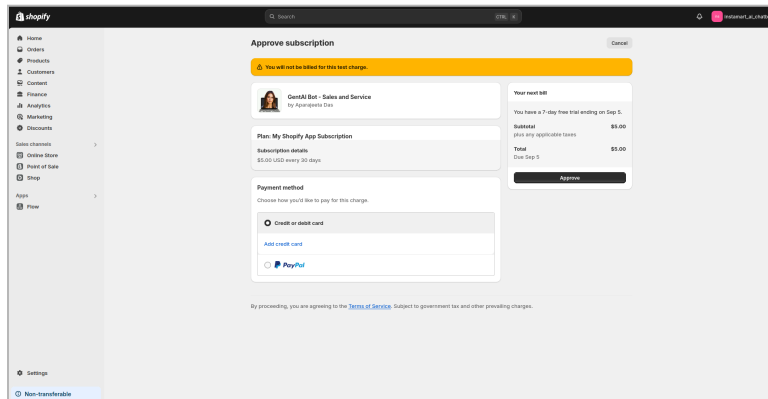 shopify
Search
CTRL K
Instamart_ai_chatb
Home
Orders
Products
Customers
Content
Finance
Analytics
Marketing
Discounts
Sales channels
Online Store
Point of Sale
Shop
Apps
Flow
Settings
Non-transferable
Approve subscription
Cancel
You will not be billed for this test charge.
GentAI Bot - Sales and Service
by Aparajeeta Das
Plan: My Shopify App Subscription
Subscription details
$5.00 USD every 30 days
Payment method
Choose how you'd like to pay for this charge.
Credit or debit card
Add credit card
PayPal
Your next bill
You have a 7-day free trial ending on Sep 5.
Subtotal $5.00
plus any applicable taxes
Total $5.00
Due Sep 5
Approve
By proceeding, you are agreeing to the Terms of Service. Subject to government tax and other prevailing charges.